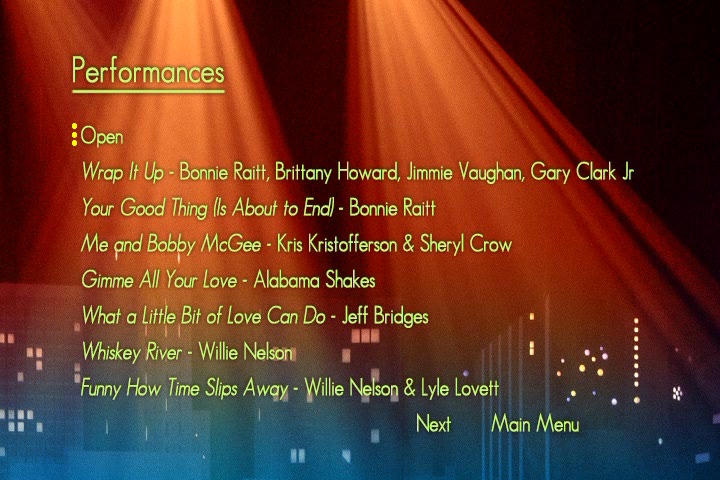 Performances
Open
Wrap It Up - Bonnie Raitt, Brittany Howard, Jimmie Vaughan, Gary Clark Jr
Your Good Thing (Is About to End) - Bonnie Raitt
Me and Bobby McGee - Kris Kristofferson & Sheryl Crow
Gimme All Your Love - Alabama Shakes
What a Little Bit of Love Can Do - Jeff Bridges
Whiskey River - Willie Nelson
Funny How Time Slips Away - Willie Nelson & Lyle Lovett
Next Main Menu